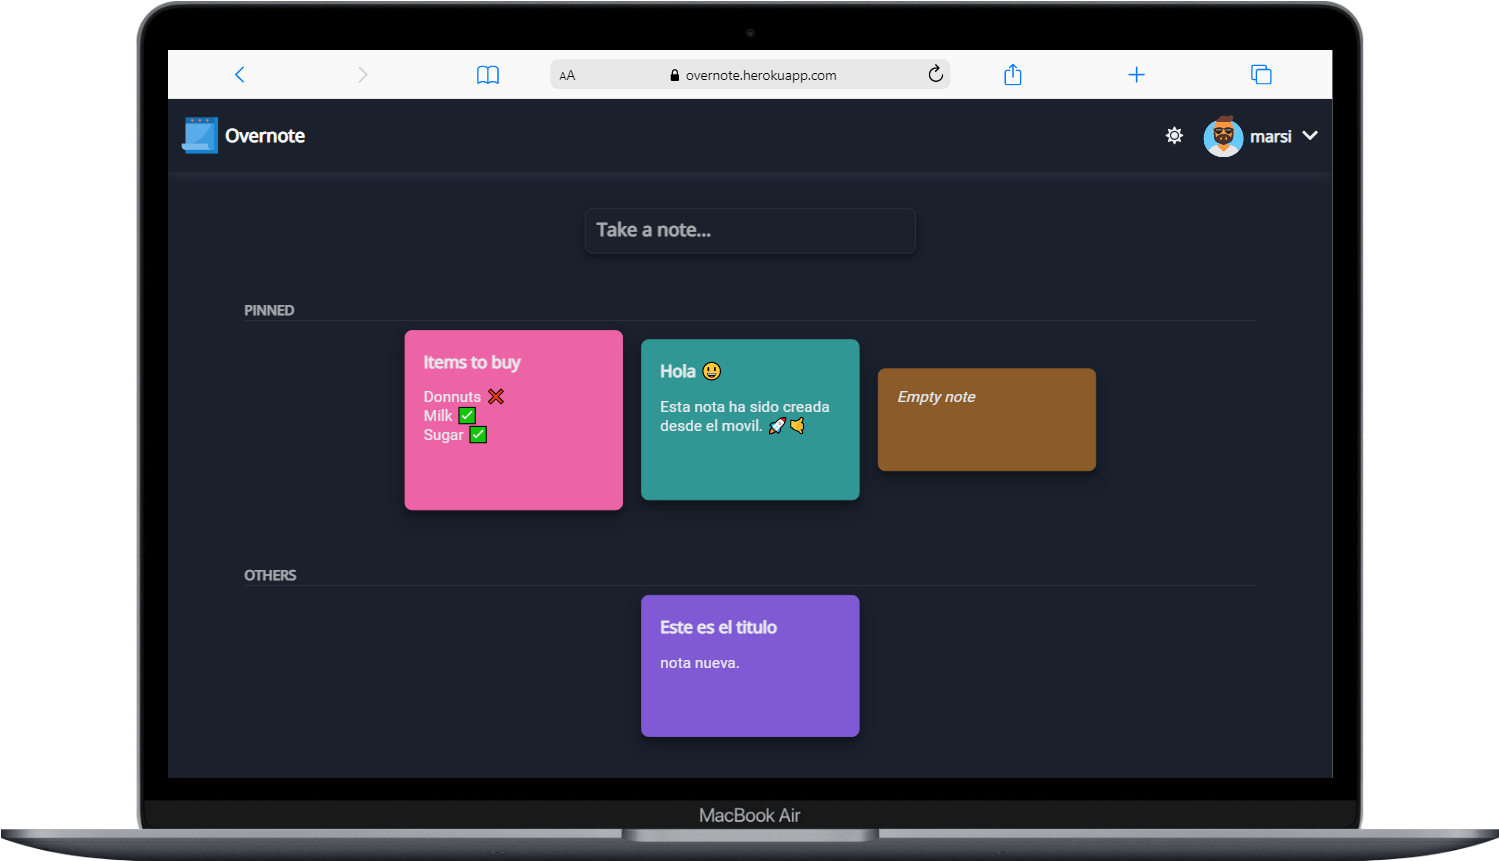 AA
overnote.herokuapp.com
Overnote
marsi
Take a note...
PINNED
Items to buy
Donnuts ❌
Milk ✅
Sugar ✅
Hola 😃
Esta nota ha sido creada
desde el movil. 🚀🤙
Empty note
OTHERS
Este es el titulo
nota nueva.
MacBook Air